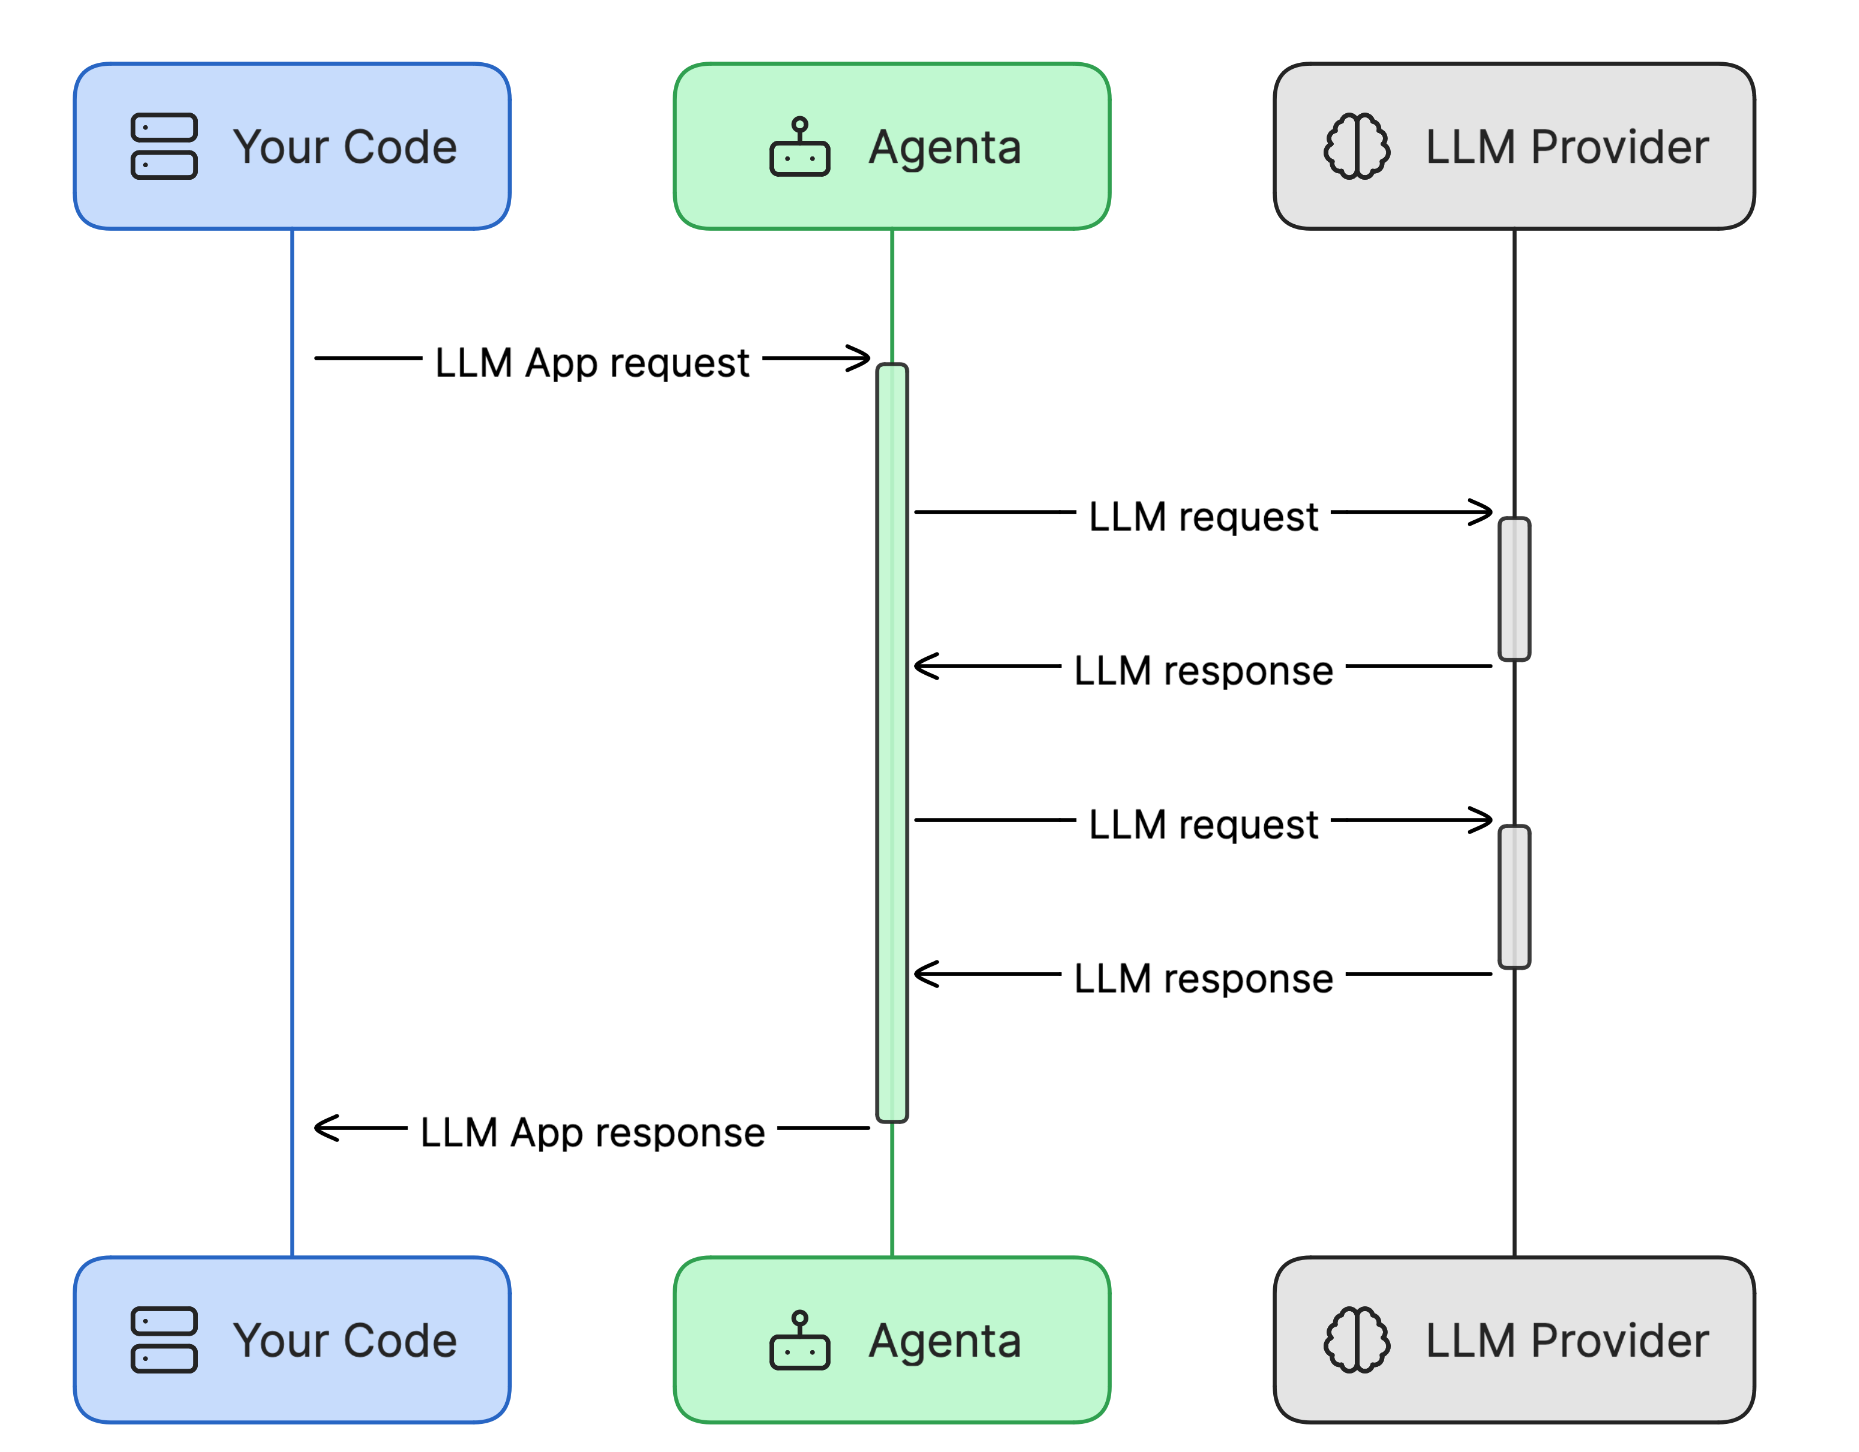 Your Code
Agenta
LLM Provider
LLM App request
LLM request
LLM response
LLM request
LLM response
LLM App response
Your Code
Agenta
LLM Provider